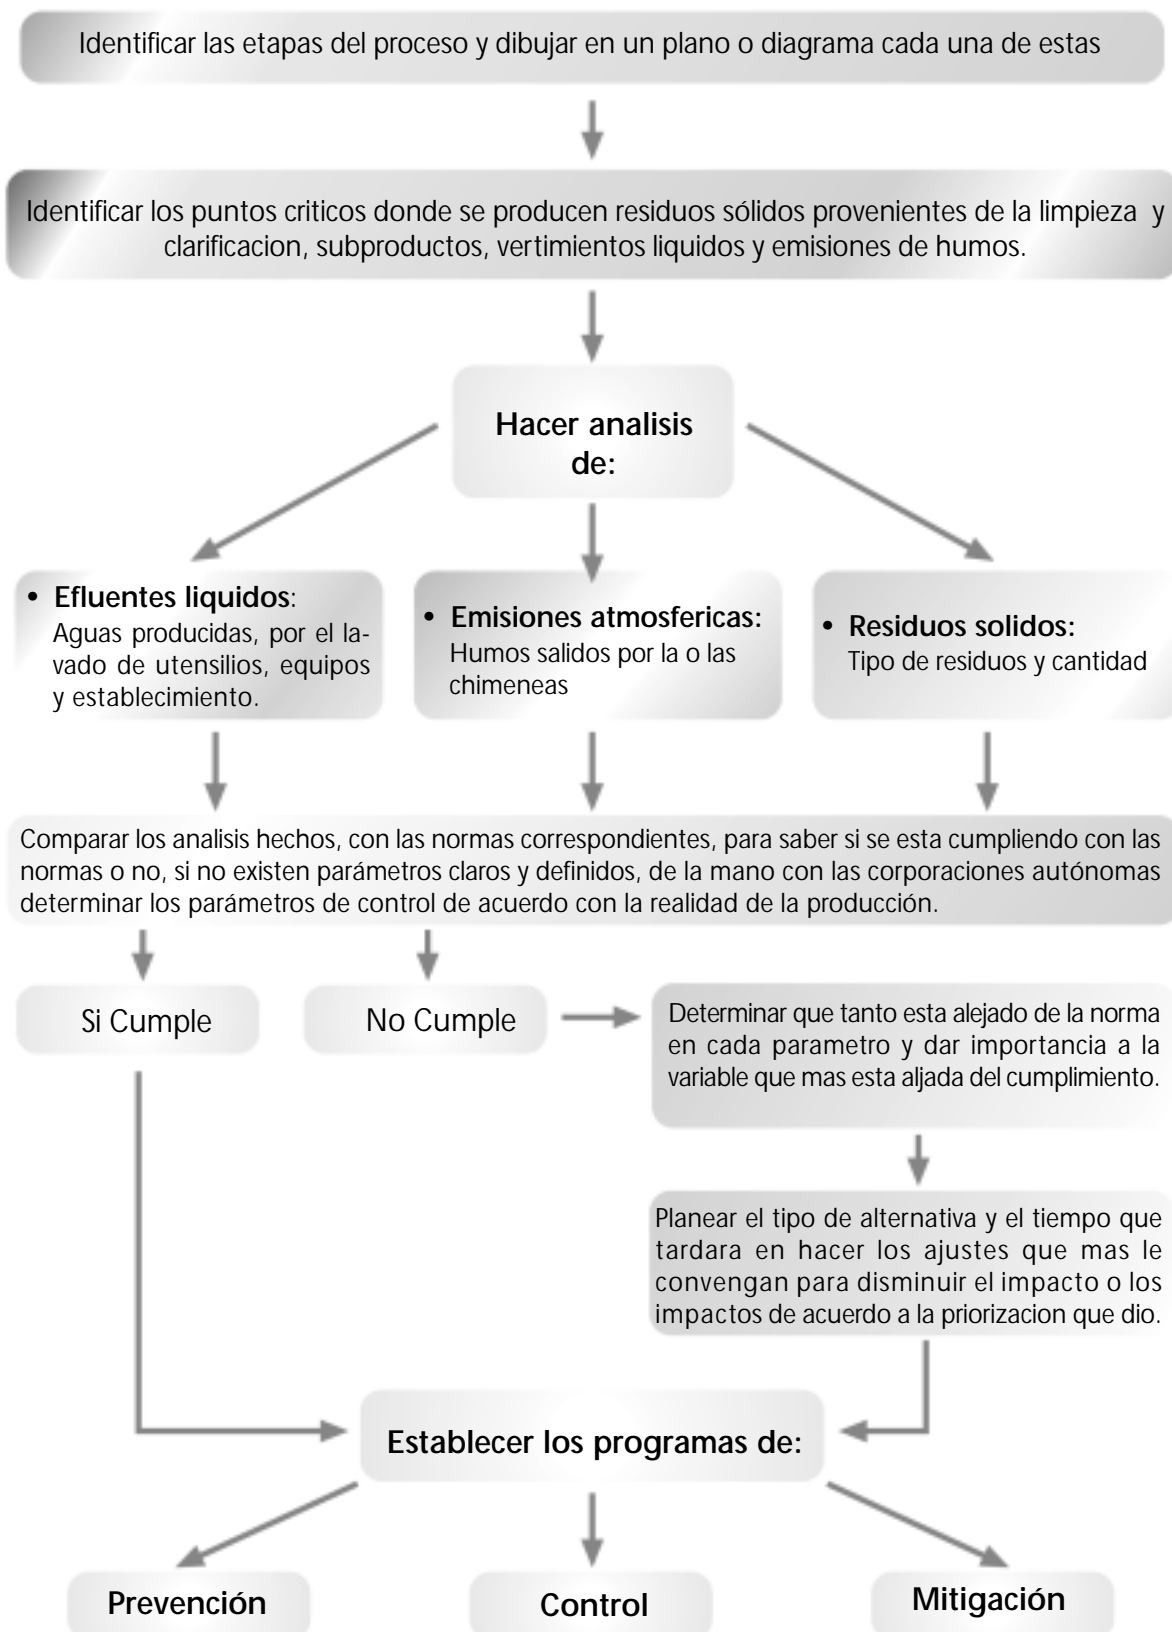 Identificar las etapas del proceso y dibujar en un plano o diagrama cada una de estas
Identificar los puntos criticos donde se producen residuos sólidos provenientes de la limpieza y
clarificacion, subproductos, vertimientos liquidos y emisiones de humos.
Hacer analisis
de:
• Efluentes liquidos:
Aguas producidas, por el la-
vado de utensilios, equipos
y establecimiento.
• Emisiones atmosfericas:
Humos salidos por la o las
chimeneas
• Residuos solidos:
Tipo de residuos y cantidad
Comparar los analisis hechos, con las normas correspondientes, para saber si se esta cumpliendo con las
normas o no, si no existen parámetros claros y definidos, de la mano con las corporaciones autónomas
determinar los parámetros de control de acuerdo con la realidad de la producción.
Si Cumple
No Cumple
Determinar que tanto esta alejado de la norma
en cada parametro y dar importancia a la
variable que mas esta aljada del cumplimiento.
Planear el tipo de alternativa y el tiempo que
tardara en hacer los ajustes que mas le
convengan para disminuir el impacto o los
impactos de acuerdo a la priorizacion que dio.
Establecer los programas de:
Prevención
Control
Mitigación